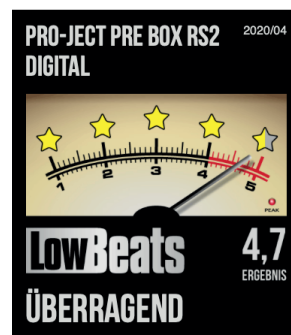 PRO-JECT PRE BOX RS2
DIGITAL
2020/04
1 2 3 4 5
PEAK
LowBeats
4,7
ERGEBNIS
ÜBERRAGEND